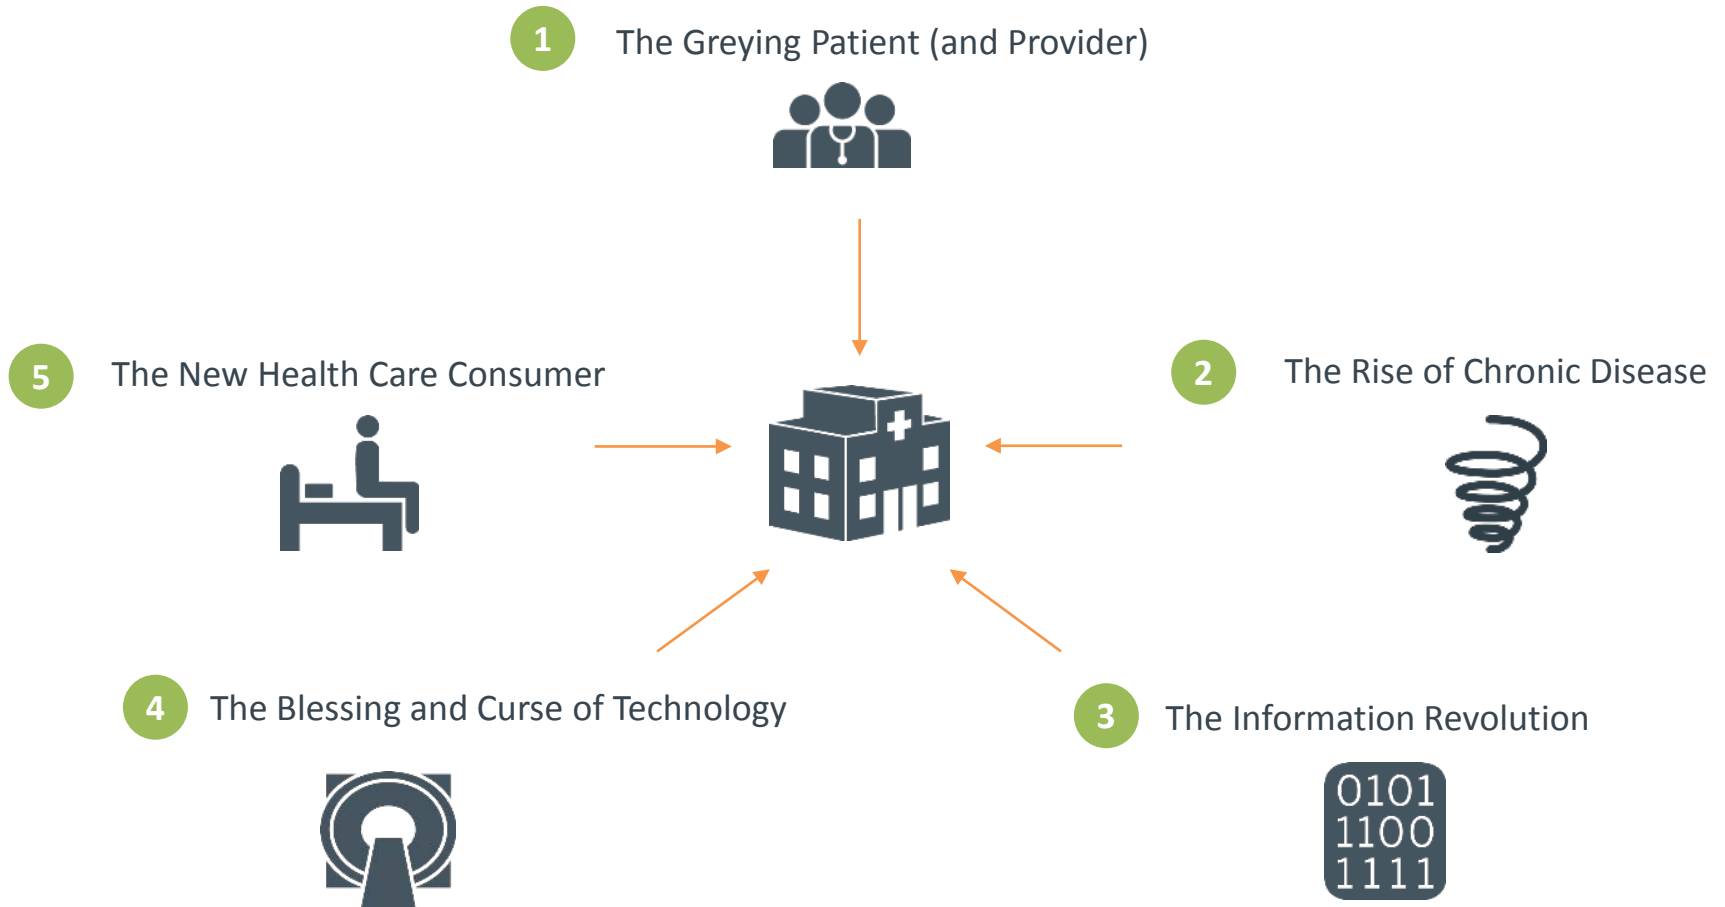 1
The Greying Patient (and Provider)
5
The New Health Care Consumer
2
The Rise of Chronic Disease
4
The Blessing and Curse of Technology
3
The Information Revolution
0101
1100
1111